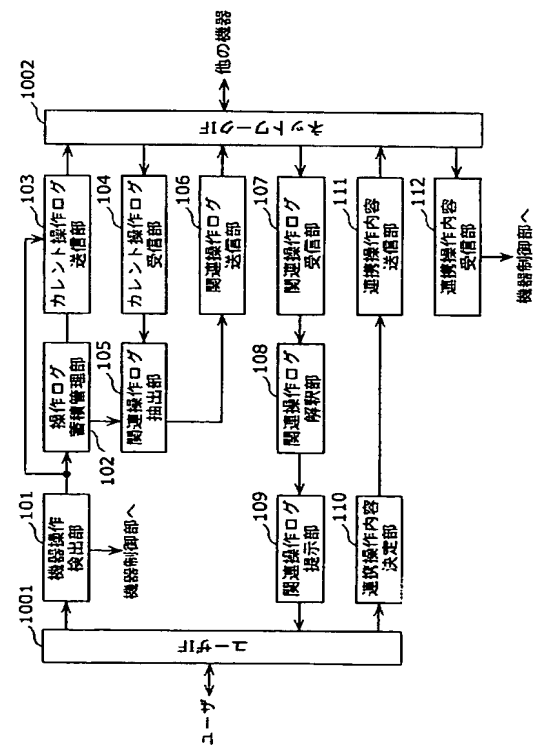 ユーザ
1001
ユーザIF
101
機器操作
検出部
機器制御部へ
操作ログ
蓄積管理部
102
カレント操作ログ
送信部
103
カレント操作ログ
受信部
104
関連操作ログ
抽出部
105
関連操作ログ
送信部
106
関連操作ログ
受信部
107
関連操作ログ
解釈部
108
関連操作ログ
提示部
109
連携操作内容
決定部
110
連携操作内容
送信部
111
連携操作内容
受信部
112
機器制御部へ
1002
ネットワークIF
他の機器